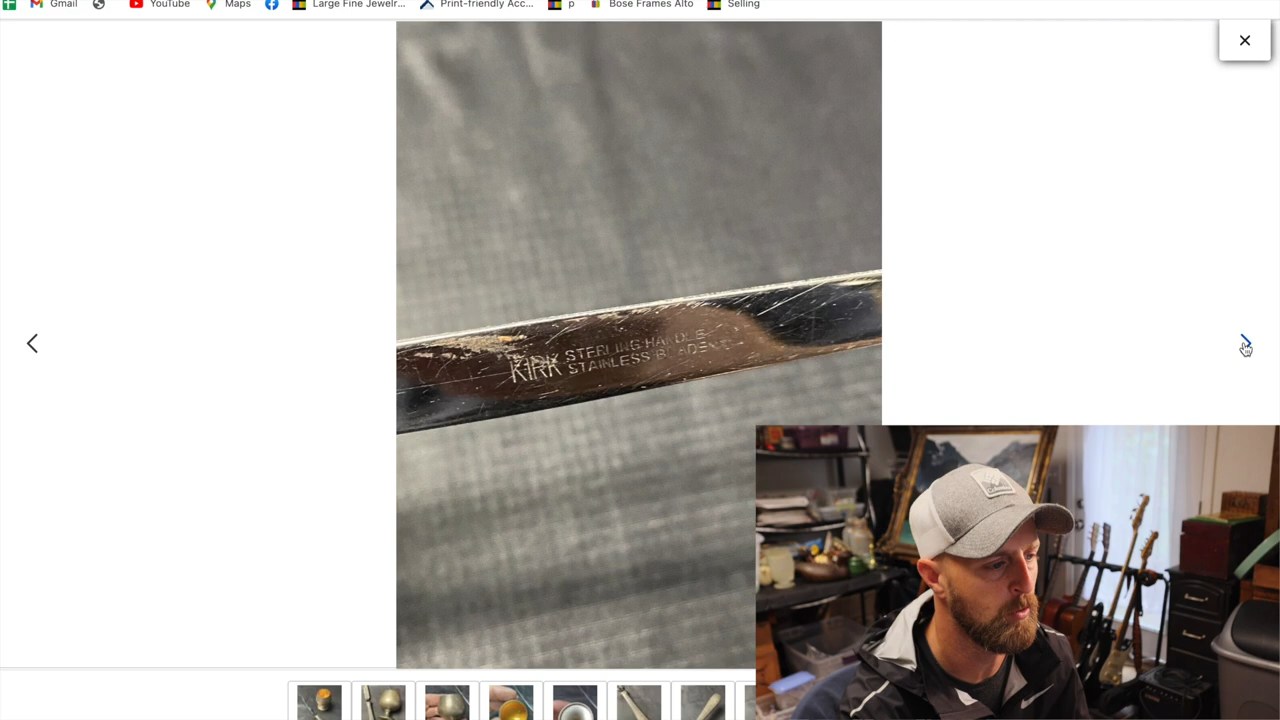 Gmail
YouTube
Maps
Large Fine Jewelr...
Print-friendly Acc...
p
Bose Frames Alto
Selling
KIRK STERLING HANDLE
STAINLESS BLADE